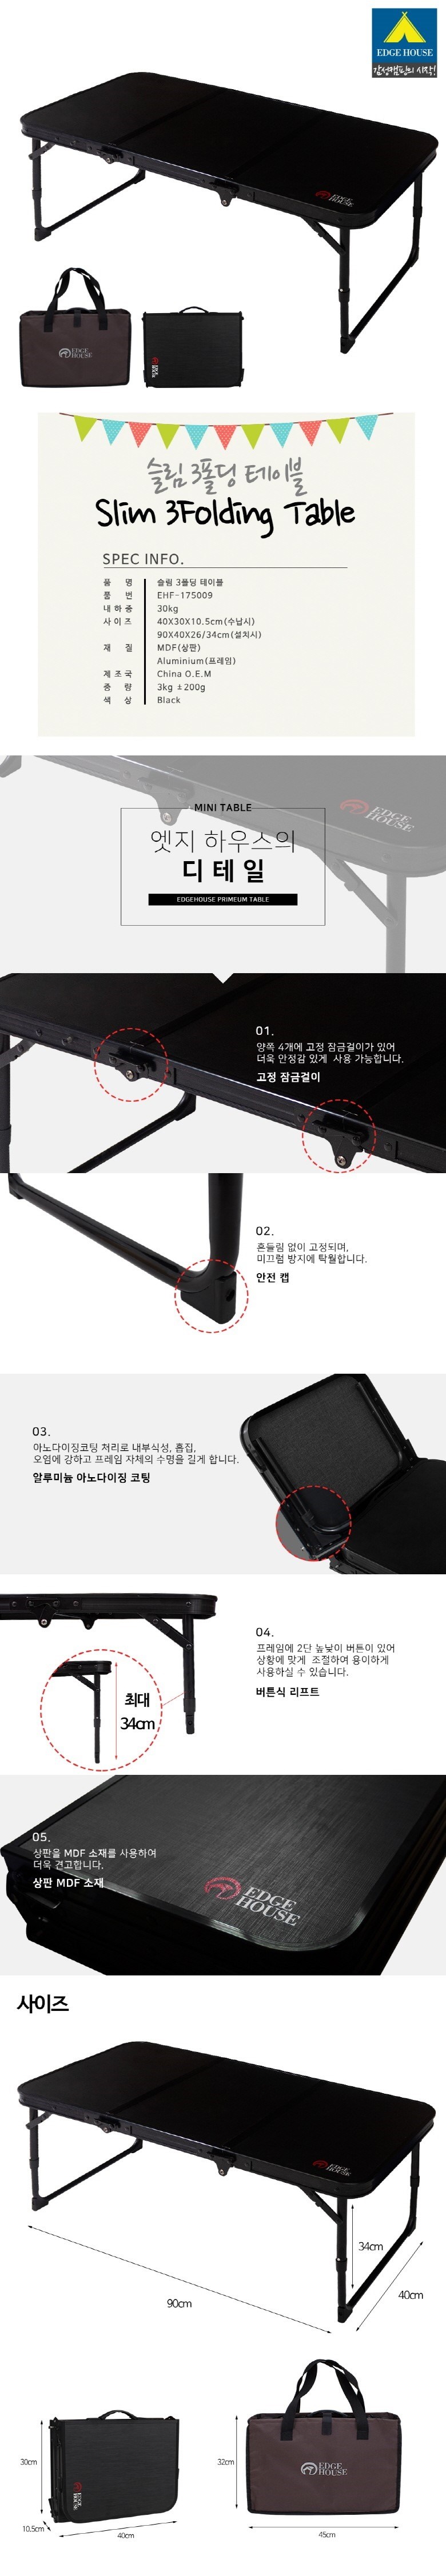 EDGE HOUSE
감성캠핑의 시작!
EDGE
HOUSE
EDGE
HOUSE
EDGE
HOUSE
슬림 3폴딩 테이블
Slim 3Folding Table
SPEC INFO.
품 명 슬림 3폴딩 테이블
품 번 EHF-175009
내하중 30kg
사이즈 40X30X10.5cm(수납시)
90X40X26/34cm(설치시)
재 질 MDF(상판)
Aluminium(프레임)
제조국 China O.E.M
중 량 3kg ±200g
색 상 Black
EDGE
HOUSE
MINI TABLE
엣지 하우스의
디테일
EDGEHOUSE PRIMEUM TABLE
01.
양쪽 4개에 고정 잠금걸이가 있어
더욱 안정감 있게 사용 가능합니다.
고정 잠금걸이
02.
흔들림 없이 고정되며,
미끄럼 방지에 탁월합니다.
안전 캡
03.
아노다이징코팅 처리로 내부식성, 흠집,
오염에 강하고 프레임 자체의 수명을 길게 합니다.
알루미늄 아노다이징 코팅
04.
프레임에 2단 높낮이 버튼이 있어
상황에 맞게 조절하여 용이하게
사용하실 수 있습니다.
버튼식 리프트
최대
34cm
05.
상판을 MDF 소재를 사용하여
더욱 견고합니다.
상판 MDF 소재
EDGE
HOUSE
사이즈
EDGE
HOUSE
34cm
40cm
90cm
30cm
10.5cm
40cm
EDGE
HOUSE
32cm
EDGE
HOUSE
45cm